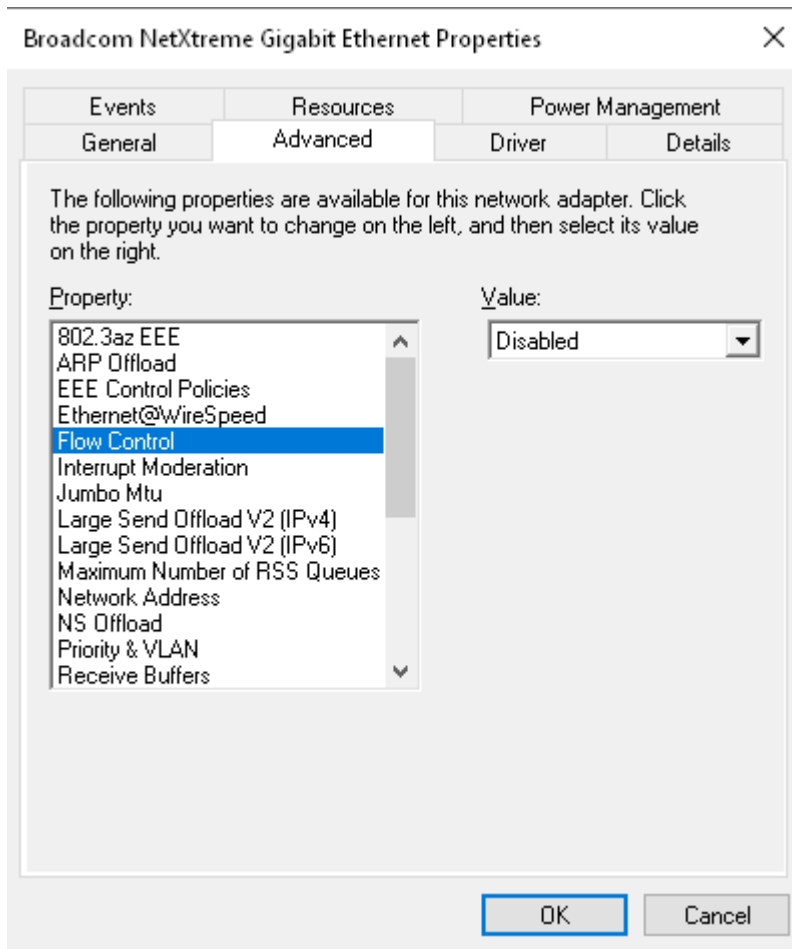 Broadcom NetXtreme Gigabit Ethernet Properties
Events Resources Power Management
General Advanced Driver Details
The following properties are available for this network adapter. Click
the property you want to change on the left, and then select its value
on the right.
Property:
Value:
802.3az EEE
ARP Offload
EEE Control Policies
Ethernet@WireSpeed
Flow Control
Interrupt Moderation
Jumbo Mtu
Large Send Offload V2 (IPv4)
Large Send Offload V2 (IPv6)
Maximum Number of RSS Queues
Network Address
NS Offload
Priority & VLAN
Receive Buffers
Disabled
OK
Cancel